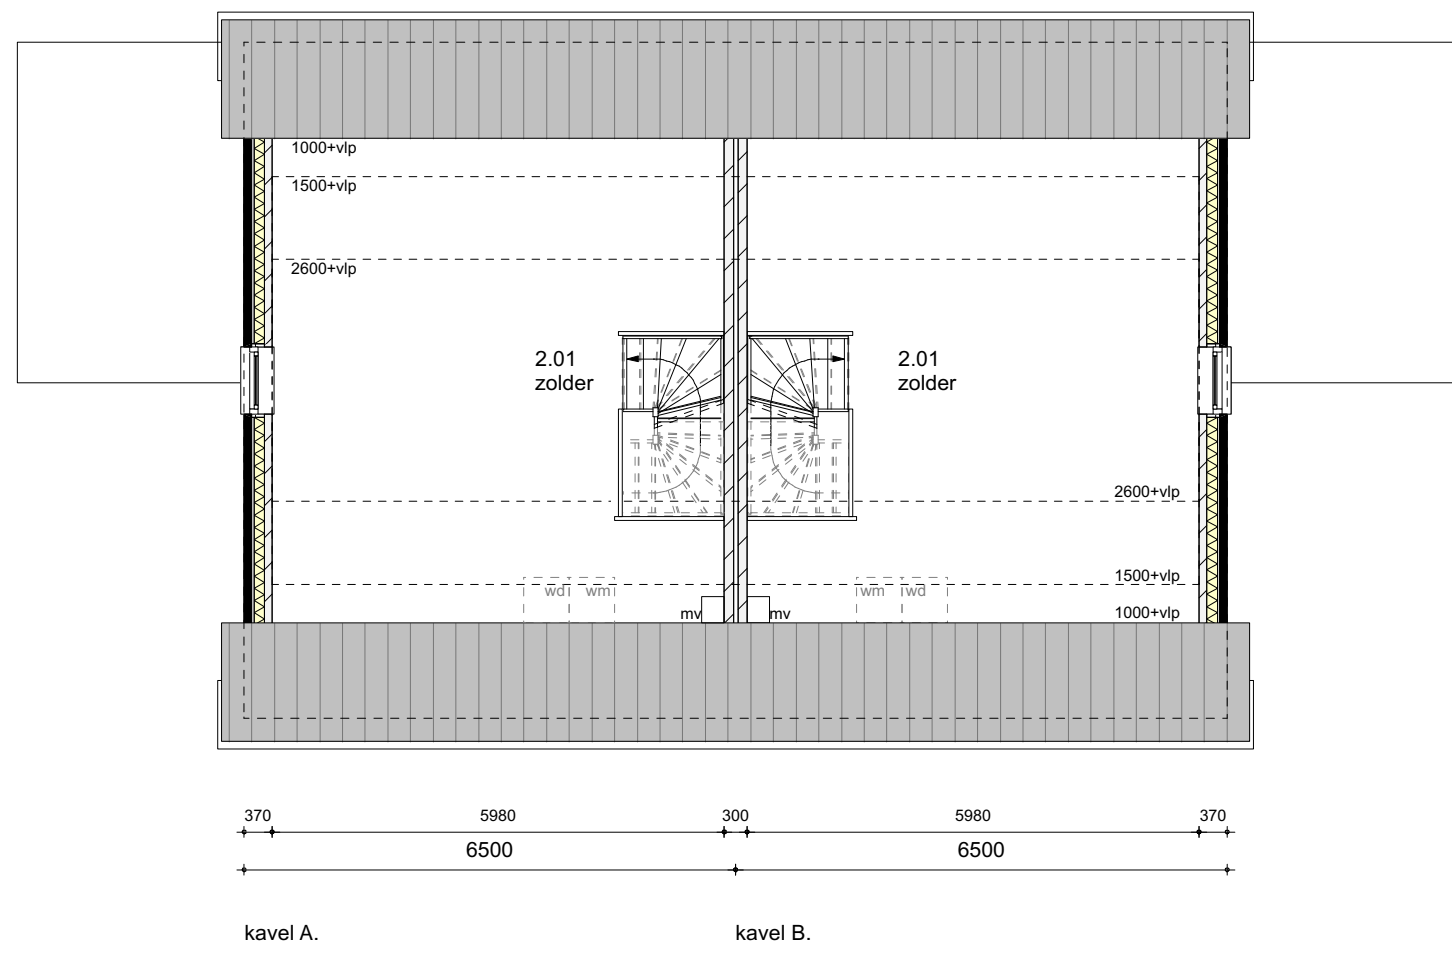 1000+vlp
1500+vlp
2600+vlp
2.01
zolder
2.01
zolder
2600+vlp
1500+vlp
wd
wm
wm
wd
1000+vlp
mv
mv
370
5980
300
5980
370
6500
6500
kavel A.
kavel B.